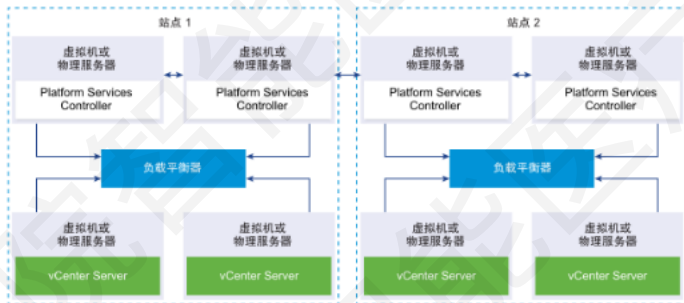 站点 1
站点 2
虚拟机或
物理服务器
Platform Services
Controller
虚拟机或
物理服务器
Platform Services
Controller
虚拟机或
物理服务器
Platform Services
Controller
虚拟机或
物理服务器
Platform Services
Controller
负载平衡器
负载平衡器
虚拟机或
物理服务器
vCenter Server
虚拟机或
物理服务器
vCenter Server
虚拟机或
物理服务器
vCenter Server
虚拟机或
物理服务器
vCenter Server